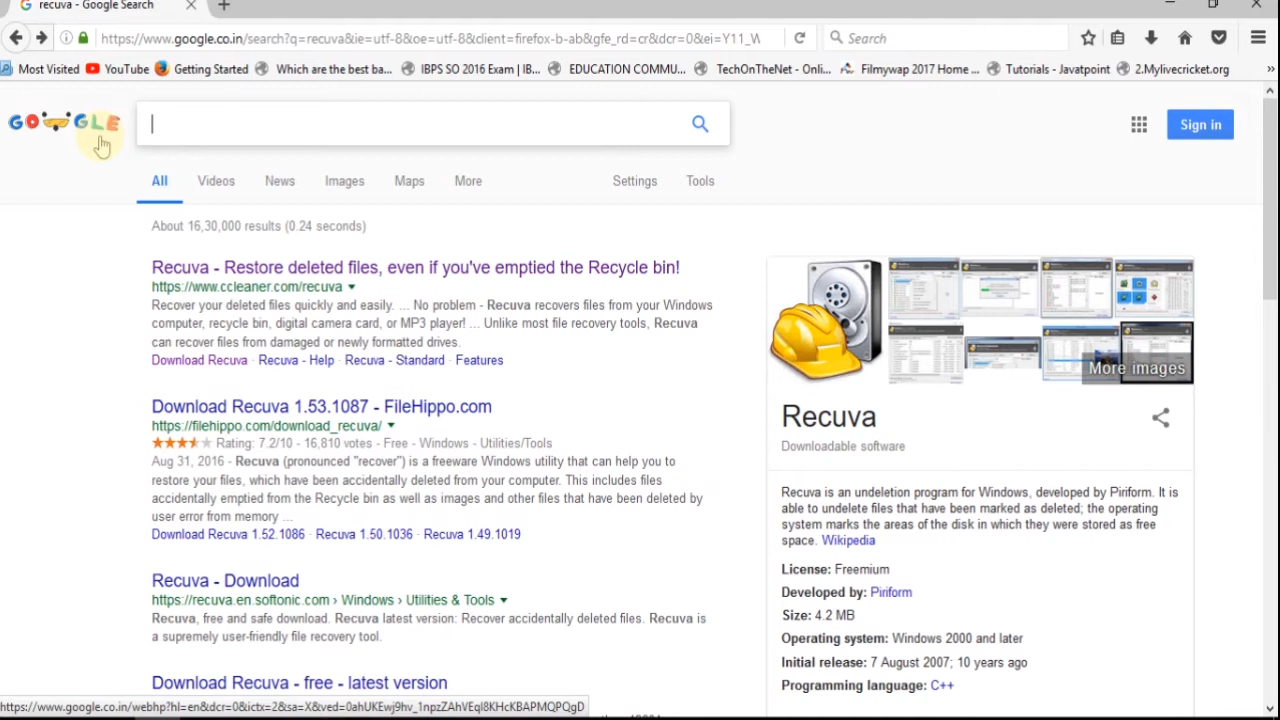 recuva - Google Search
https://www.google.co.in/search?q=recuva&ie=utf-8&oe=utf-8&client=firefox-b-ab&gfe_rd=cr&dcr=0&ei=Y11_W
Search
Most Visited YouTube Getting Started Which are the best ba... IBPS SO 2016 Exam | IB... EDUCATION COMMU... TechOnTheNet - Onli... Filmywap 2017 Home ... Tutorials - Javatpoint 2.Mylivecricket.org »
GOOGLE
Sign in
All Videos News Images Maps More Settings Tools
About 16,30,000 results (0.24 seconds)
Recuva - Restore deleted files, even if you've emptied the Recycle bin!
https://www.ccleaner.com/recuva
Recover your deleted files quickly and easily. ... No problem - Recuva recovers files from your Windows
computer, recycle bin, digital camera card, or MP3 player! ... Unlike most file recovery tools, Recuva
can recover files from damaged or newly formatted drives.
Download Recuva · Recuva - Help · Recuva - Standard · Features
Download Recuva 1.53.1087 - FileHippo.com
https://filehippo.com/download_recuva/
Rating: 7.2/10 - 16,810 votes - Free - Windows - Utilities/Tools
Aug 31, 2016 - Recuva (pronounced "recover") is a freeware Windows utility that can help you to
restore your files, which have been accidentally deleted from your computer. This includes files
accidentally emptied from the Recycle bin as well as images and other files that have been deleted by
user error from memory ...
Download Recuva 1.52.1086 · Recuva 1.50.1036 · Recuva 1.49.1019
Recuva - Download
https://recuva.en.softonic.com › Windows › Utilities & Tools
Recuva, free and safe download. Recuva latest version: Recover accidentally deleted files. Recuva is
a supremely user-friendly file recovery tool.
Download Recuva - free - latest version
More images
Recuva
Downloadable software
Recuva is an undeletion program for Windows, developed by Piriform. It is
able to undelete files that have been marked as deleted; the operating
system marks the areas of the disk in which they were stored as free
space. Wikipedia
License: Freemium
Developed by: Piriform
Size: 4.2 MB
Operating system: Windows 2000 and later
Initial release: 7 August 2007; 10 years ago
Programming language: C++